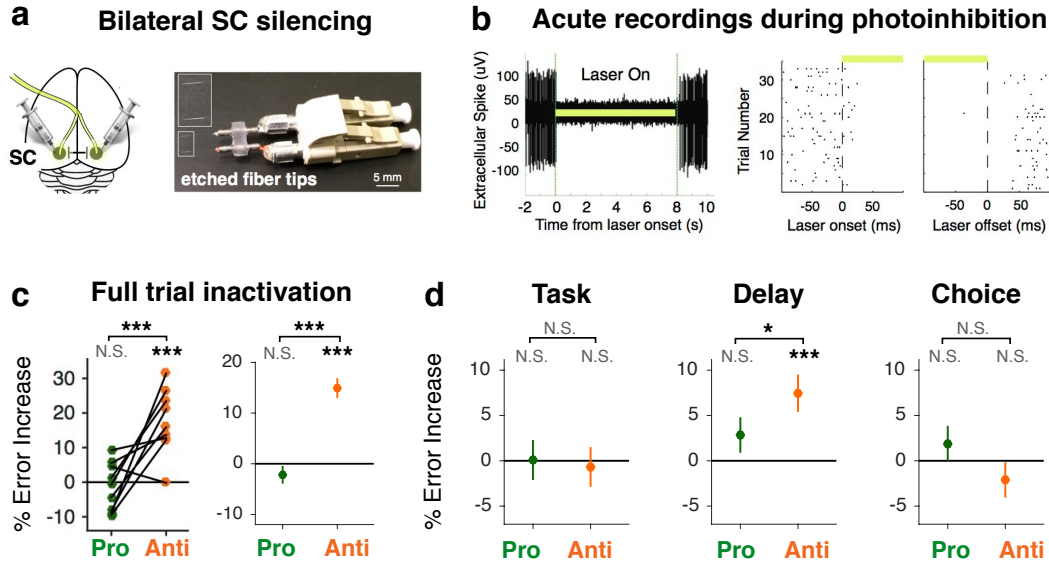 a
Bilateral SC silencing
SC
etched fiber tips
5 mm
b
Acute recordings during photoinhibition
Extracellular Spike (uV)
100
50
0
-50
-100
Laser On
-2 0 2 4 6 8 10
Time from laser onset (s)
Trial Number
30
20
10
-50 0 50
Laser onset (ms)
-50 0 50
Laser offset (ms)
c
Full trial inactivation
***
N.S. ***
% Error Increase
30
20
10
0
-10
Pro Anti
***
N.S. ***
20
10
0
-10
Pro Anti
d
Task
N.S.
N.S. N.S.
% Error Increase
10
5
0
-5
Pro Anti
Delay
*
N.S. ***
10
5
0
-5
Pro Anti
Choice
N.S.
N.S. N.S.
10
5
0
-5
Pro Anti